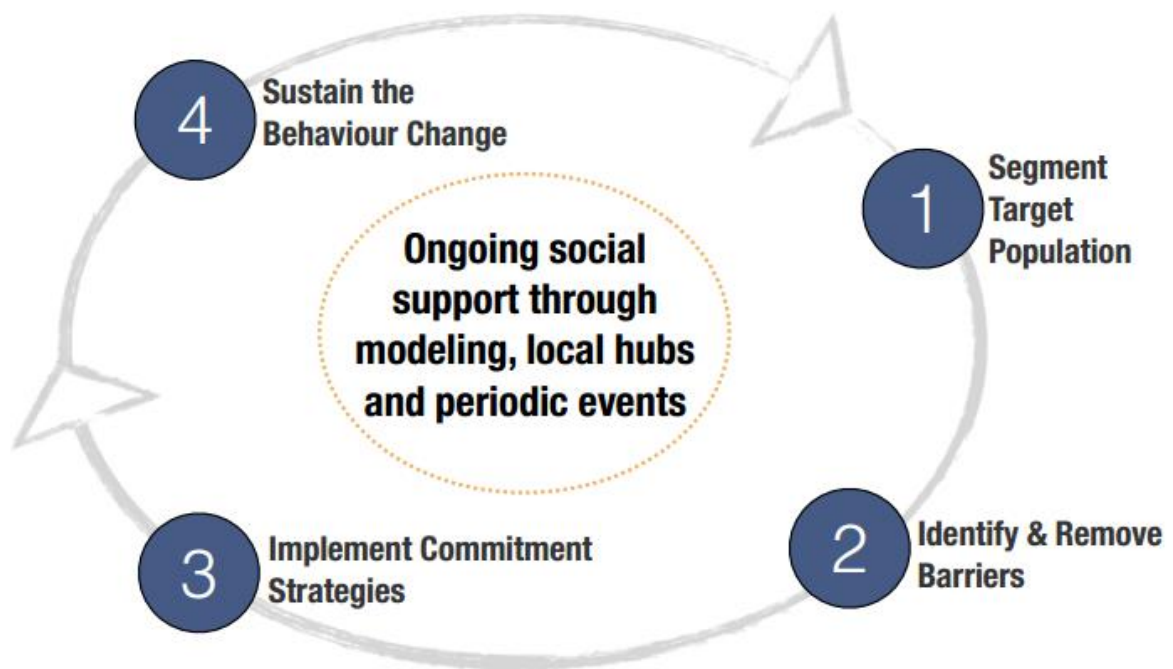 4
Sustain the
Behaviour Change
1
Segment
Target
Population
Ongoing social
support through
modeling, local hubs
and periodic events
3
Implement Commitment
Strategies
2
Identify & Remove
Barriers